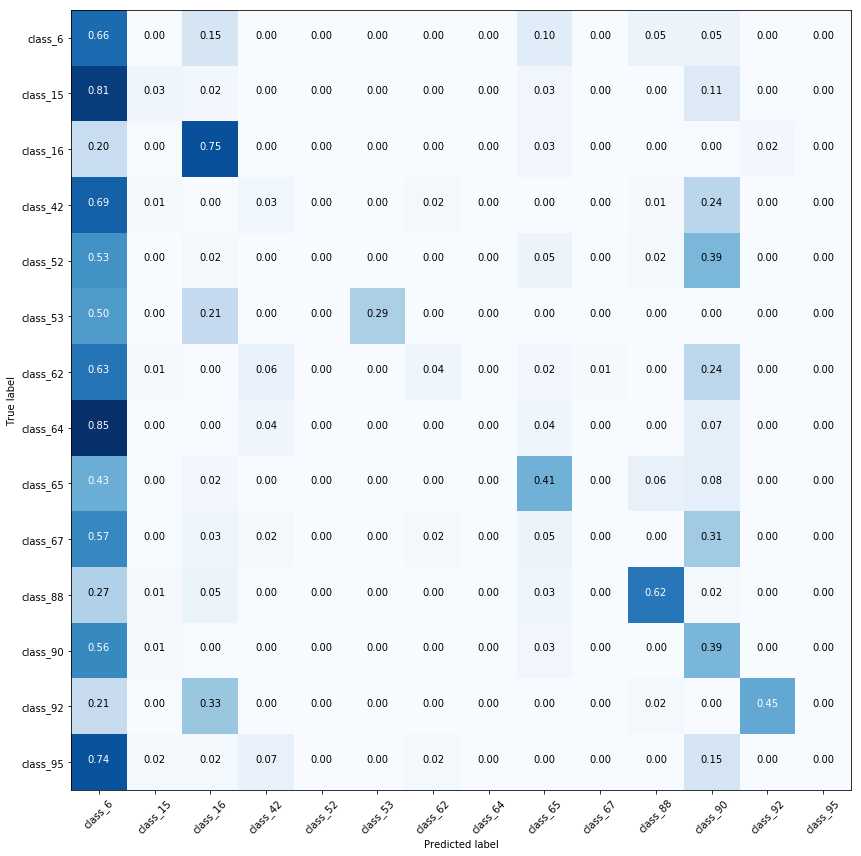 True label
class_6 0.66 0.00 0.15 0.00 0.00 0.00 0.00 0.00 0.10 0.00 0.05 0.05 0.00 0.00
class_15 0.81 0.03 0.02 0.00 0.00 0.00 0.00 0.00 0.03 0.00 0.00 0.11 0.00 0.00
class_16 0.20 0.00 0.75 0.00 0.00 0.00 0.00 0.00 0.03 0.00 0.00 0.00 0.02 0.00
class_42 0.69 0.01 0.00 0.03 0.00 0.00 0.02 0.00 0.00 0.00 0.01 0.24 0.00 0.00
class_52 0.53 0.00 0.02 0.00 0.00 0.00 0.00 0.00 0.05 0.00 0.02 0.39 0.00 0.00
class_53 0.50 0.00 0.21 0.00 0.00 0.29 0.00 0.00 0.00 0.00 0.00 0.00 0.00 0.00
class_62 0.63 0.01 0.00 0.06 0.00 0.00 0.04 0.00 0.02 0.01 0.00 0.24 0.00 0.00
class_64 0.85 0.00 0.00 0.04 0.00 0.00 0.00 0.00 0.04 0.00 0.00 0.07 0.00 0.00
class_65 0.43 0.00 0.02 0.00 0.00 0.00 0.00 0.00 0.41 0.00 0.06 0.08 0.00 0.00
class_67 0.57 0.00 0.03 0.02 0.00 0.00 0.02 0.00 0.05 0.00 0.00 0.31 0.00 0.00
class_88 0.27 0.01 0.05 0.00 0.00 0.00 0.00 0.00 0.03 0.00 0.62 0.02 0.00 0.00
class_90 0.56 0.01 0.00 0.00 0.00 0.00 0.00 0.00 0.03 0.00 0.00 0.39 0.00 0.00
class_92 0.21 0.00 0.33 0.00 0.00 0.00 0.00 0.00 0.00 0.00 0.02 0.00 0.45 0.00
class_95 0.74 0.02 0.02 0.07 0.00 0.00 0.02 0.00 0.00 0.00 0.00 0.15 0.00 0.00
class_6 class_15 class_16 class_42 class_52 class_53 class_62 class_64 class_65 class_67 class_88 class_90 class_92 class_95
Predicted label